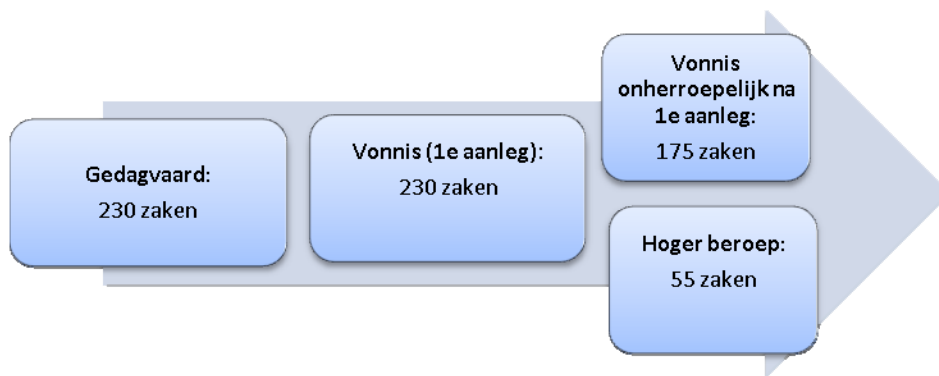 Gedagvaard:
230 zaken
Vonnis (1e aanleg):
230 zaken
Vonnis
onherroepelijk na
1e aanleg:
175 zaken
Hoger beroep:
55 zaken